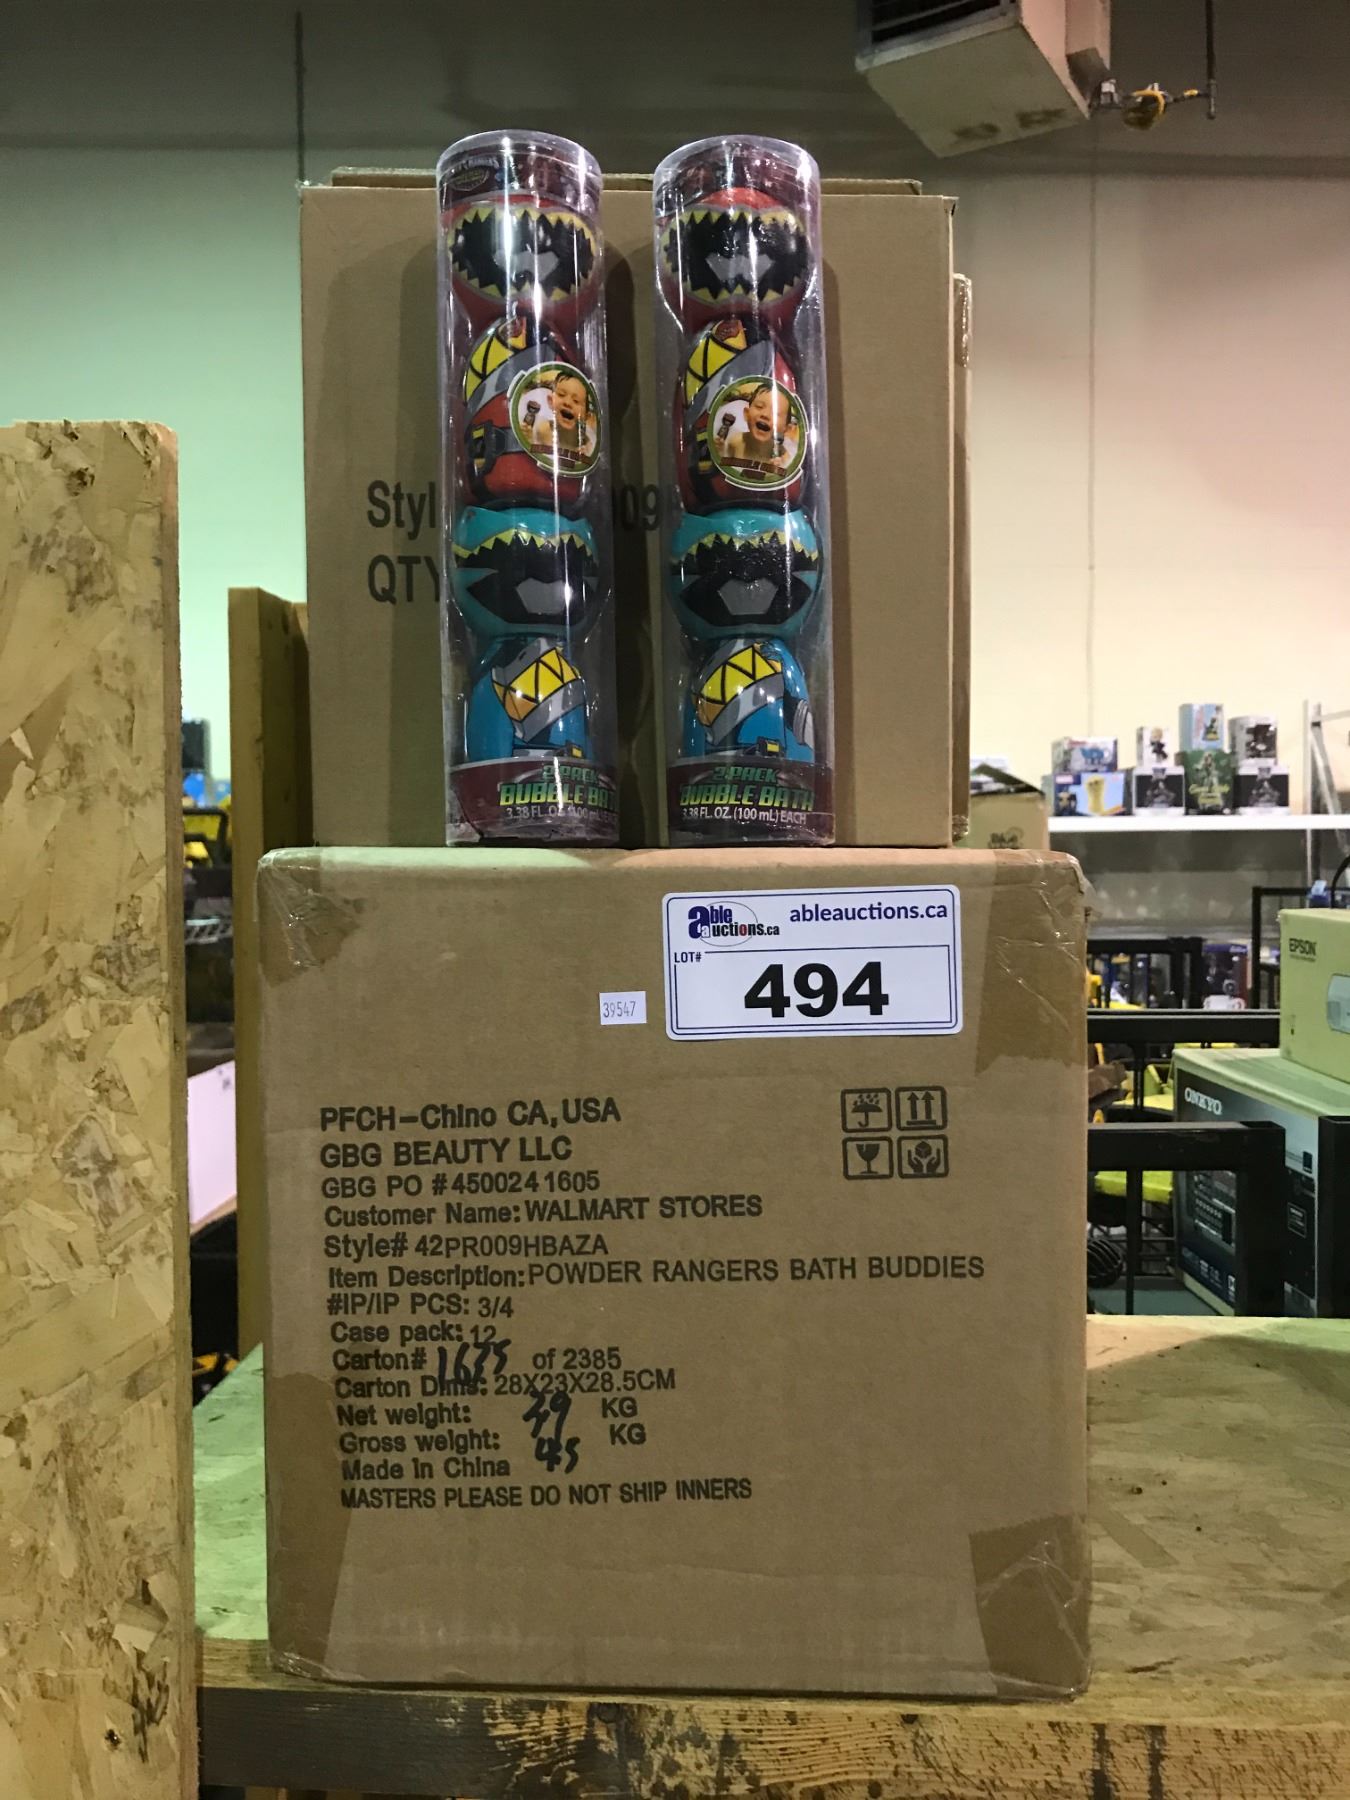 Styl
009
QTY
2 PACK
BUBBLE BATH
3.38 FL. OZ. (100 mL) EACH
2 PACK
BUBBLE BATH
3.38 FL. OZ. (100 mL) EACH
able auctions.ca
ableauctions.ca
LOT#
494
39547
EPSON
ONKYO
PFCH-Chino CA, USA
GBG BEAUTY LLC
GBG PO #4500241605
Customer Name: WALMART STORES
Style# 42PR009HBAZA
Item Description: POWDER RANGERS BATH BUDDIES
#IP/IP PCS: 3/4
Case pack: 12
Carton# of 2385
Carton Dims: 28X23X28.5CM
Net weight: KG
Gross weight: 4.5 KG
Made in China
MASTERS PLEASE DO NOT SHIP INNERS